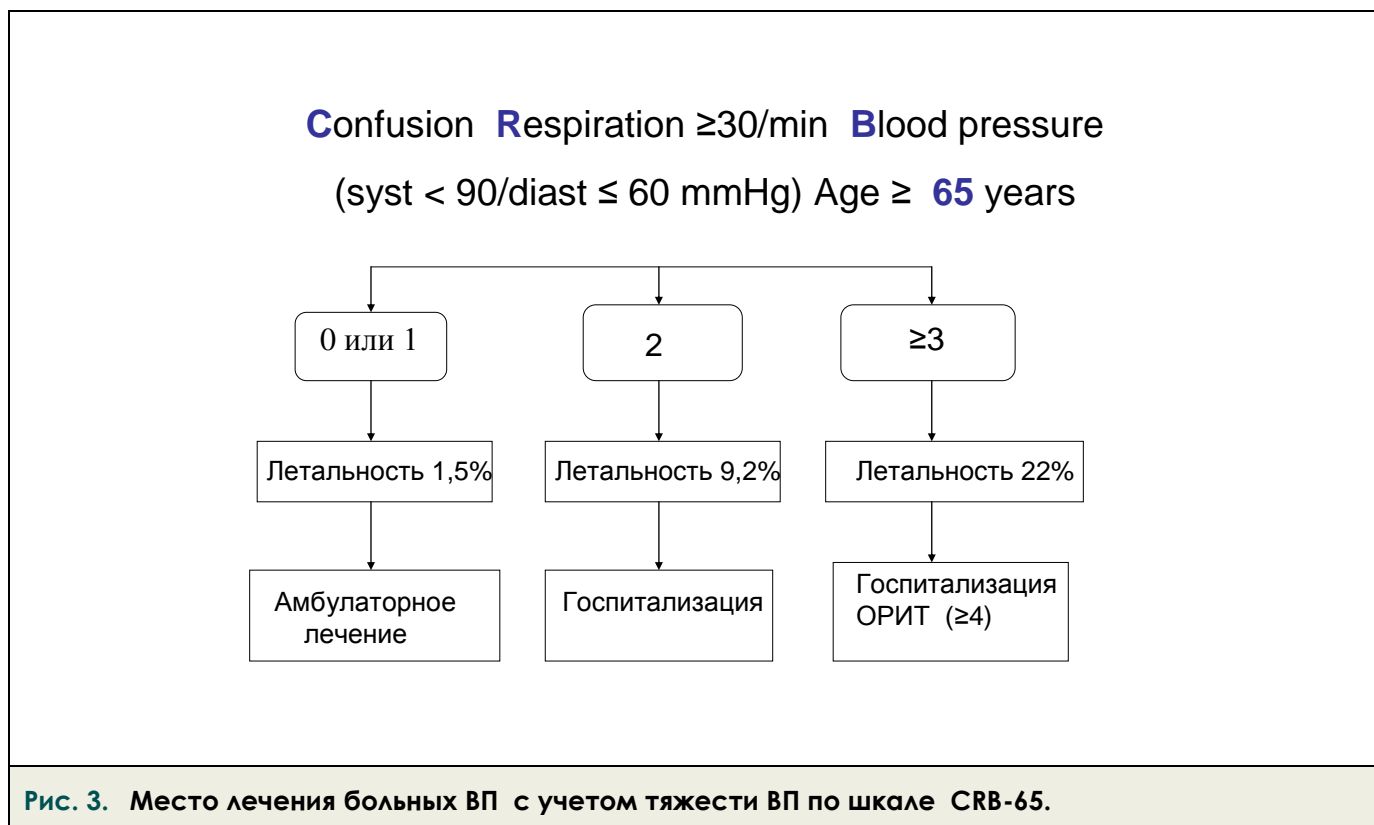 Confusion Respiration ≥30/min Blood pressure
(syst < 90/diast ≤ 60 mmHg) Age ≥ 65 years
0 или 1
2
≥3
Летальность 1,5%
Летальность 9,2%
Летальность 22%
Амбулаторное
лечение
Госпитализация
Госпитализация
ОРИТ (≥4)
Рис. 3. Место лечения больных ВП с учетом тяжести ВП по шкале CRB-65.